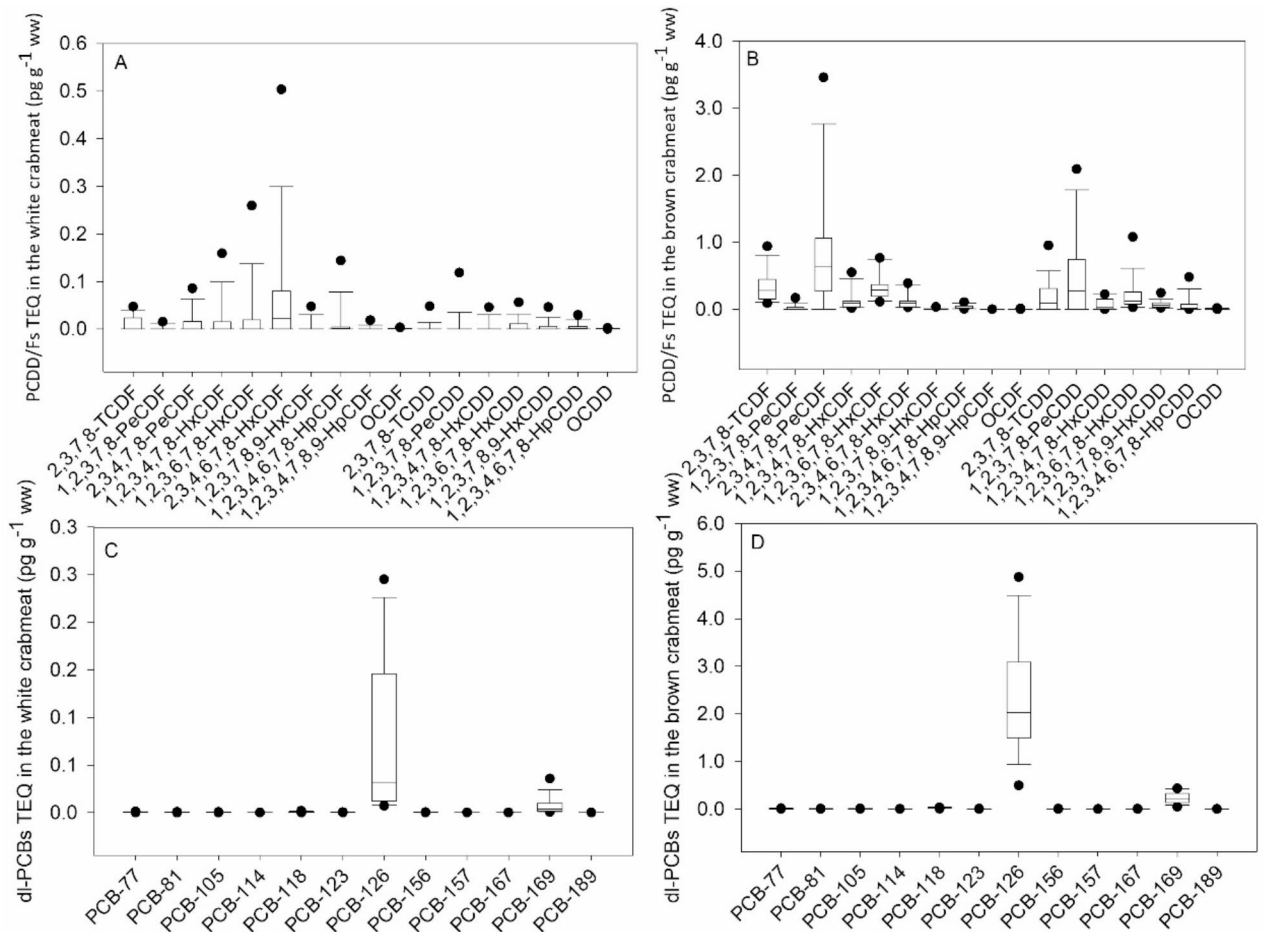 A
PCDD/Fs TEQ in the white crabmeat (pg g⁻¹ ww)
0.6
0.5
0.4
0.3
0.2
0.1
0.0
2,3,7,8-TCDF
1,2,3,7,8-PeCDF
2,3,4,7,8-PeCDF
1,2,3,4,7,8-HxCDF
1,2,3,6,7,8-HxCDF
2,3,4,6,7,8-HxCDF
1,2,3,7,8,9-HxCDF
1,2,3,4,6,7,8-HpCDF
1,2,3,4,7,8,9-HpCDF
OCDF
2,3,7,8-TCDD
1,2,3,7,8-PeCDD
1,2,3,4,7,8-HxCDD
1,2,3,6,7,8-HxCDD
1,2,3,7,8,9-HxCDD
1,2,3,4,6,7,8-HpCDD
OCDD
B
PCDD/Fs TEQ in the brown crabmeat (pg g⁻¹ ww)
4.0
3.0
2.0
1.0
0.0
2,3,7,8-TCDF
1,2,3,7,8-PeCDF
2,3,4,7,8-PeCDF
1,2,3,4,7,8-HxCDF
1,2,3,6,7,8-HxCDF
2,3,4,6,7,8-HxCDF
1,2,3,7,8,9-HxCDF
1,2,3,4,6,7,8-HpCDF
1,2,3,4,7,8,9-HpCDF
OCDF
2,3,7,8-TCDD
1,2,3,7,8-PeCDD
1,2,3,4,7,8-HxCDD
1,2,3,6,7,8-HxCDD
1,2,3,7,8,9-HxCDD
1,2,3,4,6,7,8-HpCDD
OCDD
C
dl-PCBs TEQ in the white crabmeat (pg g⁻¹ ww)
0.3
0.3
0.2
0.2
0.1
0.1
0.0
PCB-77
PCB-81
PCB-105
PCB-114
PCB-118
PCB-123
PCB-126
PCB-156
PCB-157
PCB-167
PCB-169
PCB-189
D
dl-PCBs TEQ in the brown crabmeat (pg g⁻¹ ww)
6.0
5.0
4.0
3.0
2.0
1.0
0.0
PCB-77
PCB-81
PCB-105
PCB-114
PCB-118
PCB-123
PCB-126
PCB-156
PCB-157
PCB-167
PCB-169
PCB-189